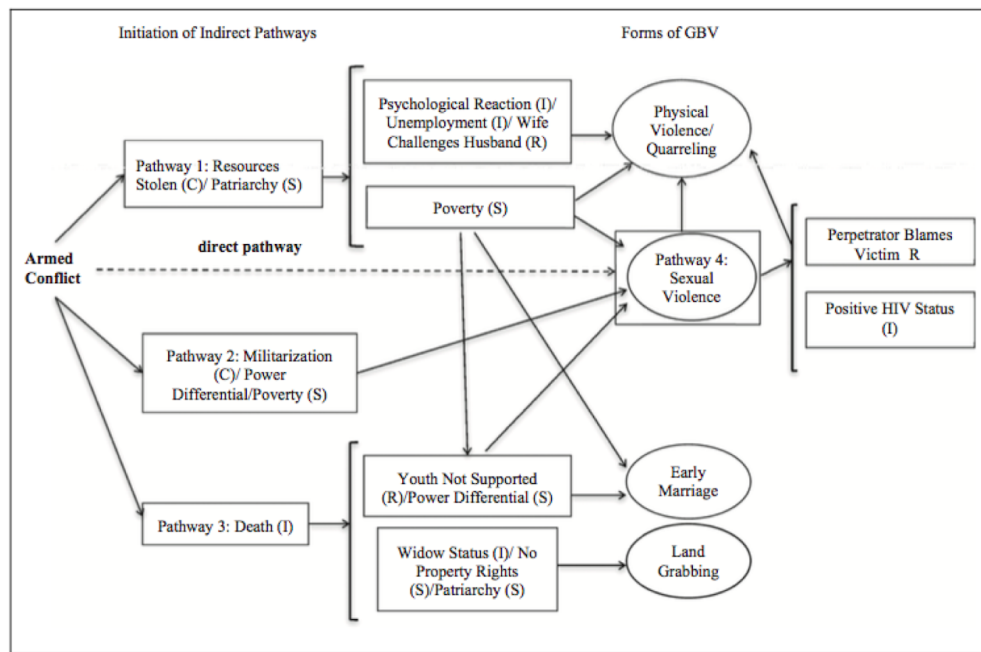 Initiation of Indirect Pathways
Forms of GBV
Psychological Reaction (I)/
Unemployment (I)/ Wife
Challenges Husband (R)
Physical
Violence/
Quarreling
Pathway 1: Resources
Stolen (C)/ Patriarchy (S)
Poverty (S)
direct pathway
Armed
Conflict
Pathway 4:
Sexual
Violence
Perpetrator Blames
Victim R
Positive HIV Status
(I)
Pathway 2: Militarization
(C)/ Power
Differential/Poverty (S)
Youth Not Supported
(R)/Power Differential (S)
Early
Marriage
Pathway 3: Death (I)
Widow Status (I)/ No
Property Rights
(S)/Patriarchy (S)
Land
Grabbing